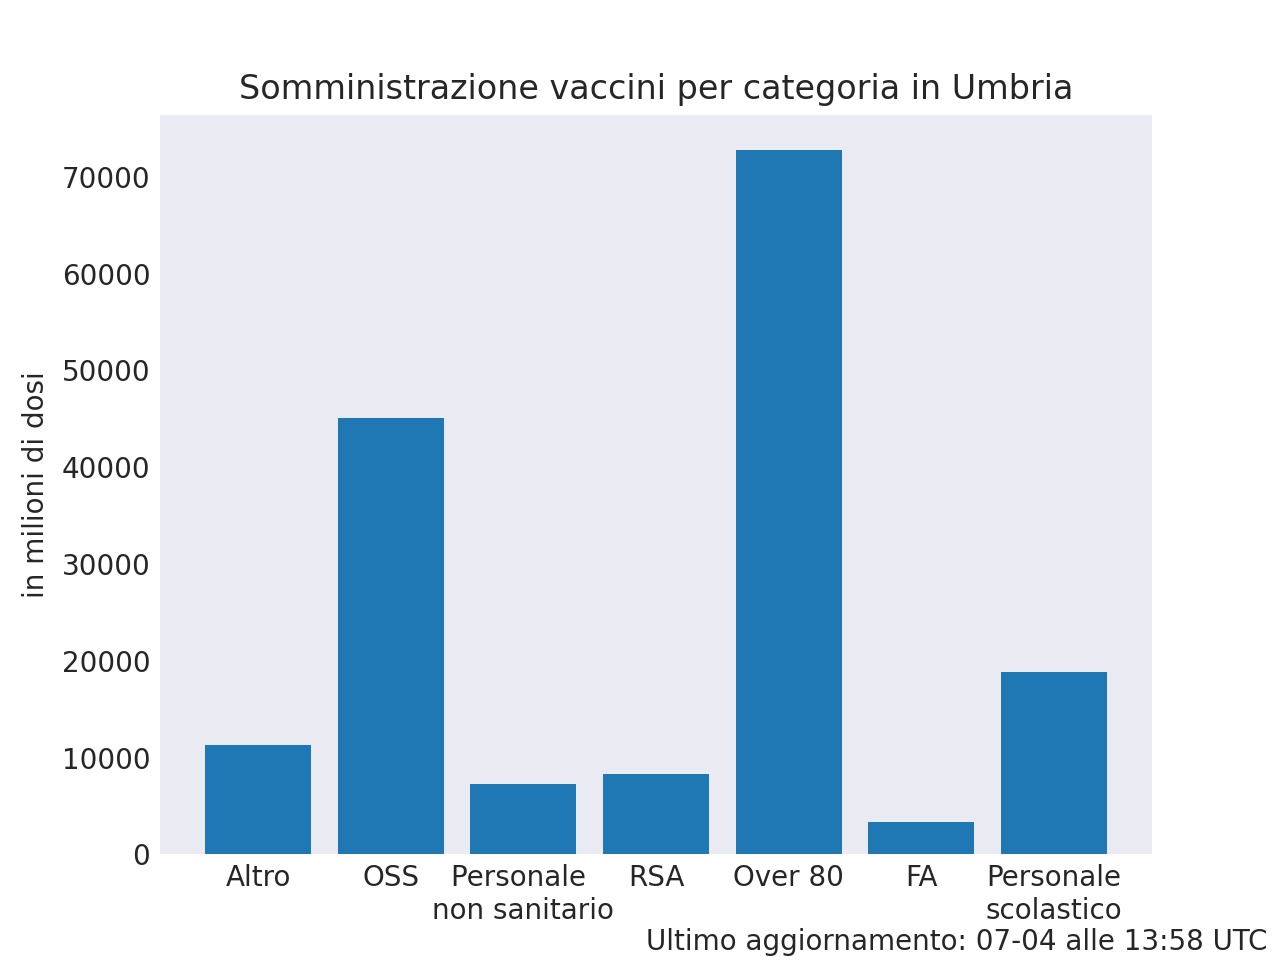 Somministrazione vaccini per categoria in Umbria
in milioni di dosi
70000
60000
50000
40000
30000
20000
10000
0
Altro
OSS
Personale
non sanitario
RSA
Over 80
FA
Personale
scolastico
Ultimo aggiornamento: 07-04 alle 13:58 UTC